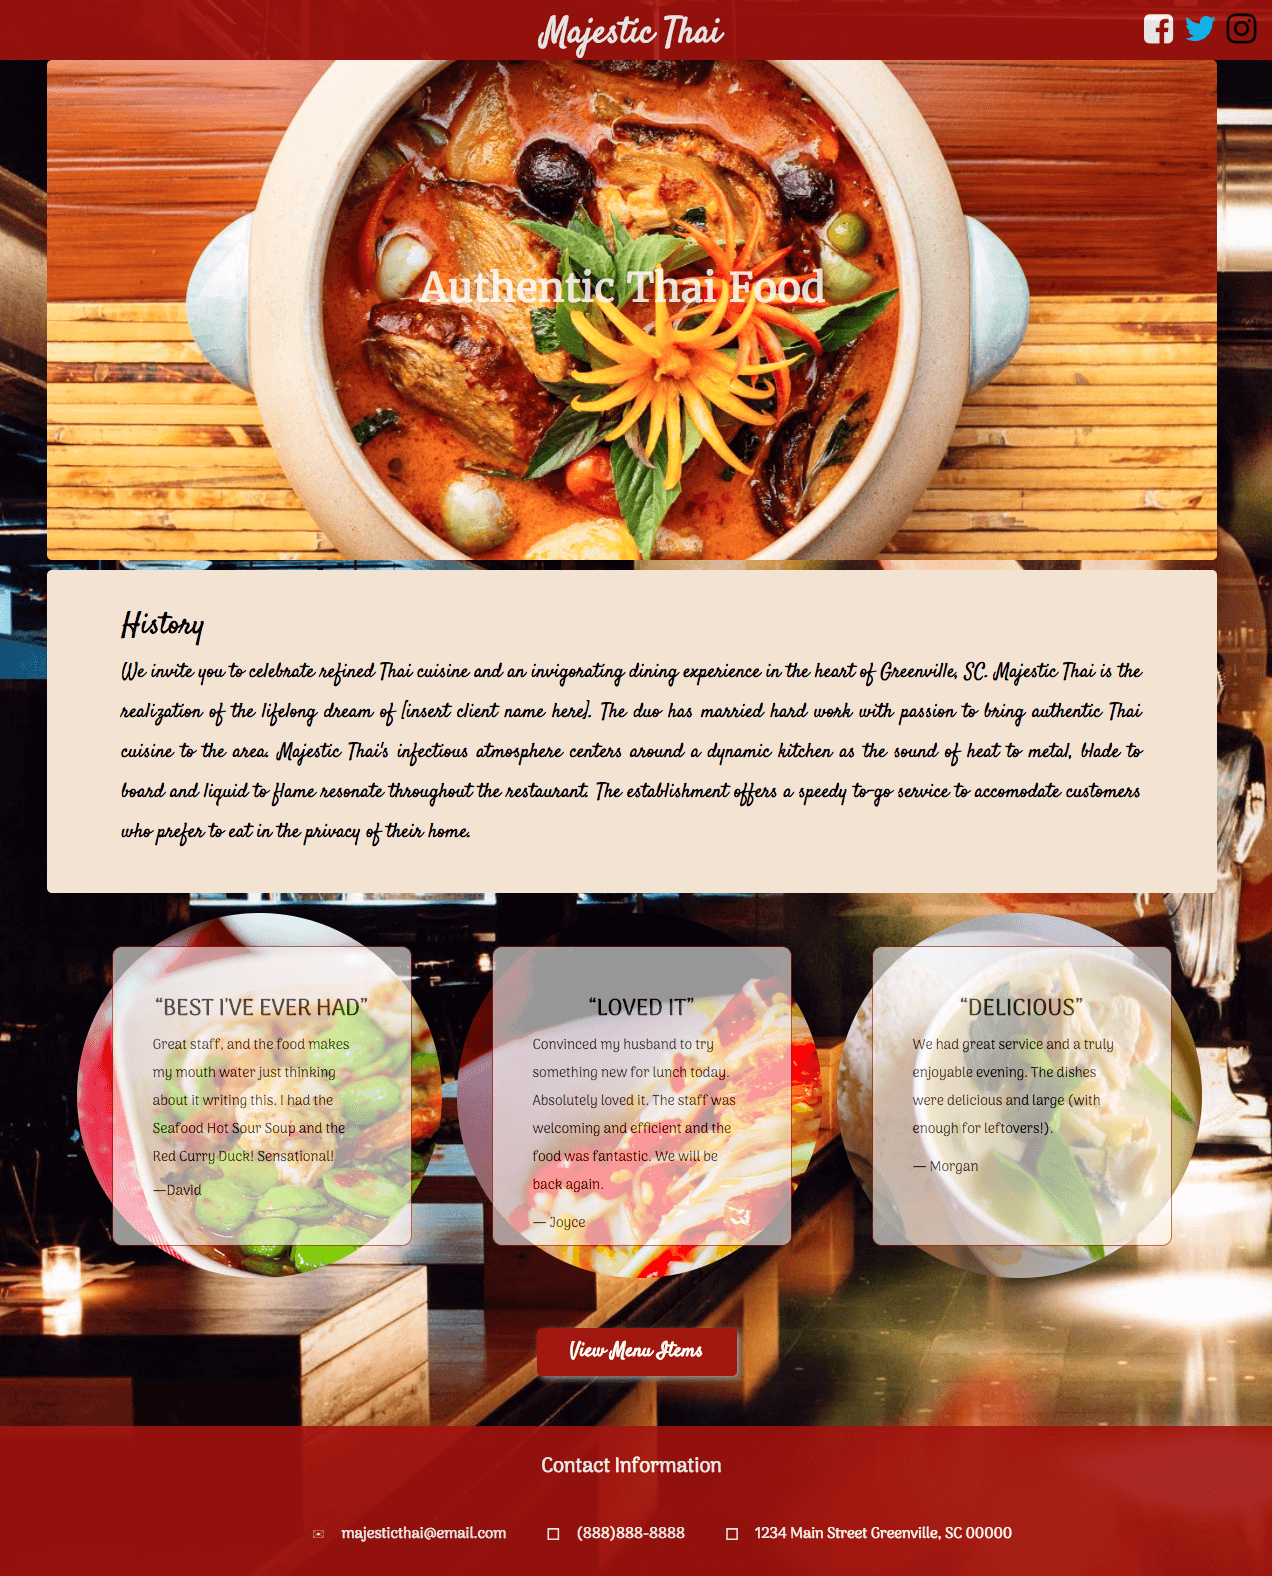 Majestic Thai
Authentic Thai Food
History
We invite you to celebrate refined Thai cuisine and an invigorating dining experience in the heart of Greenville, SC. Majestic Thai is the
realization of the lifelong dream of [insert client name here]. The duo has married hard work with passion to bring authentic Thai
cuisine to the area. Majestic Thai's infectious atmosphere centers around a dynamic kitchen as the sound of heat to metal, blade to
board and liquid to flame resonate throughout the restaurant. The establishment offers a speedy to-go service to accomodate customers
who prefer to eat in the privacy of their home.
“BEST I'VE EVER HAD”
Great staff, and the food makes
my mouth water just thinking
about it writing this. I had the
Seafood Hot Sour Soup and the
Red Curry Duck! Sensational!
—David
“LOVED IT”
Convinced my husband to try
something new for lunch today.
Absolutely loved it. The staff was
welcoming and efficient and the
food was fantastic. We will be
back again.
— Joyce
“DELICIOUS”
We had great service and a truly
enjoyable evening. The dishes
were delicious and large (with
enough for leftovers!).
— Morgan
View Menu Items
Contact Information
majesticthai@email.com (888)888-8888 1234 Main Street Greenville, SC 00000